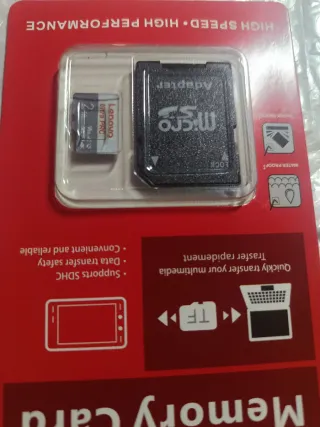 Memory Card
TF
• Supports SDHC
• Data transfer safety
• Convenient and reliable
Quickly transfer your multimedia
Trasfer rapidement
Lenovo
Micro
SD
Adapter
HIGH SPEED • HIGH PERFORMANCE